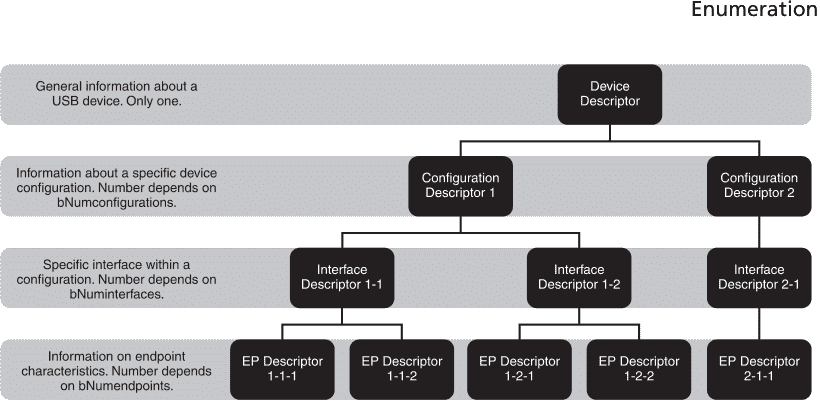 Enumeration
General information about a
USB device. Only one.
Device
Descriptor
Information about a specific device
configuration. Number depends on
bNumconfigurations.
Configuration
Descriptor 1
Configuration
Descriptor 2
Specific interface within a
configuration. Number depends on
bNuminterfaces.
Interface
Descriptor 1-1
Interface
Descriptor 1-2
Interface
Descriptor 2-1
Information on endpoint
characteristics. Number depends
on bNumendpoints.
EP Descriptor
1-1-1
EP Descriptor
1-1-2
EP Descriptor
1-2-1
EP Descriptor
1-2-2
EP Descriptor
2-1-1